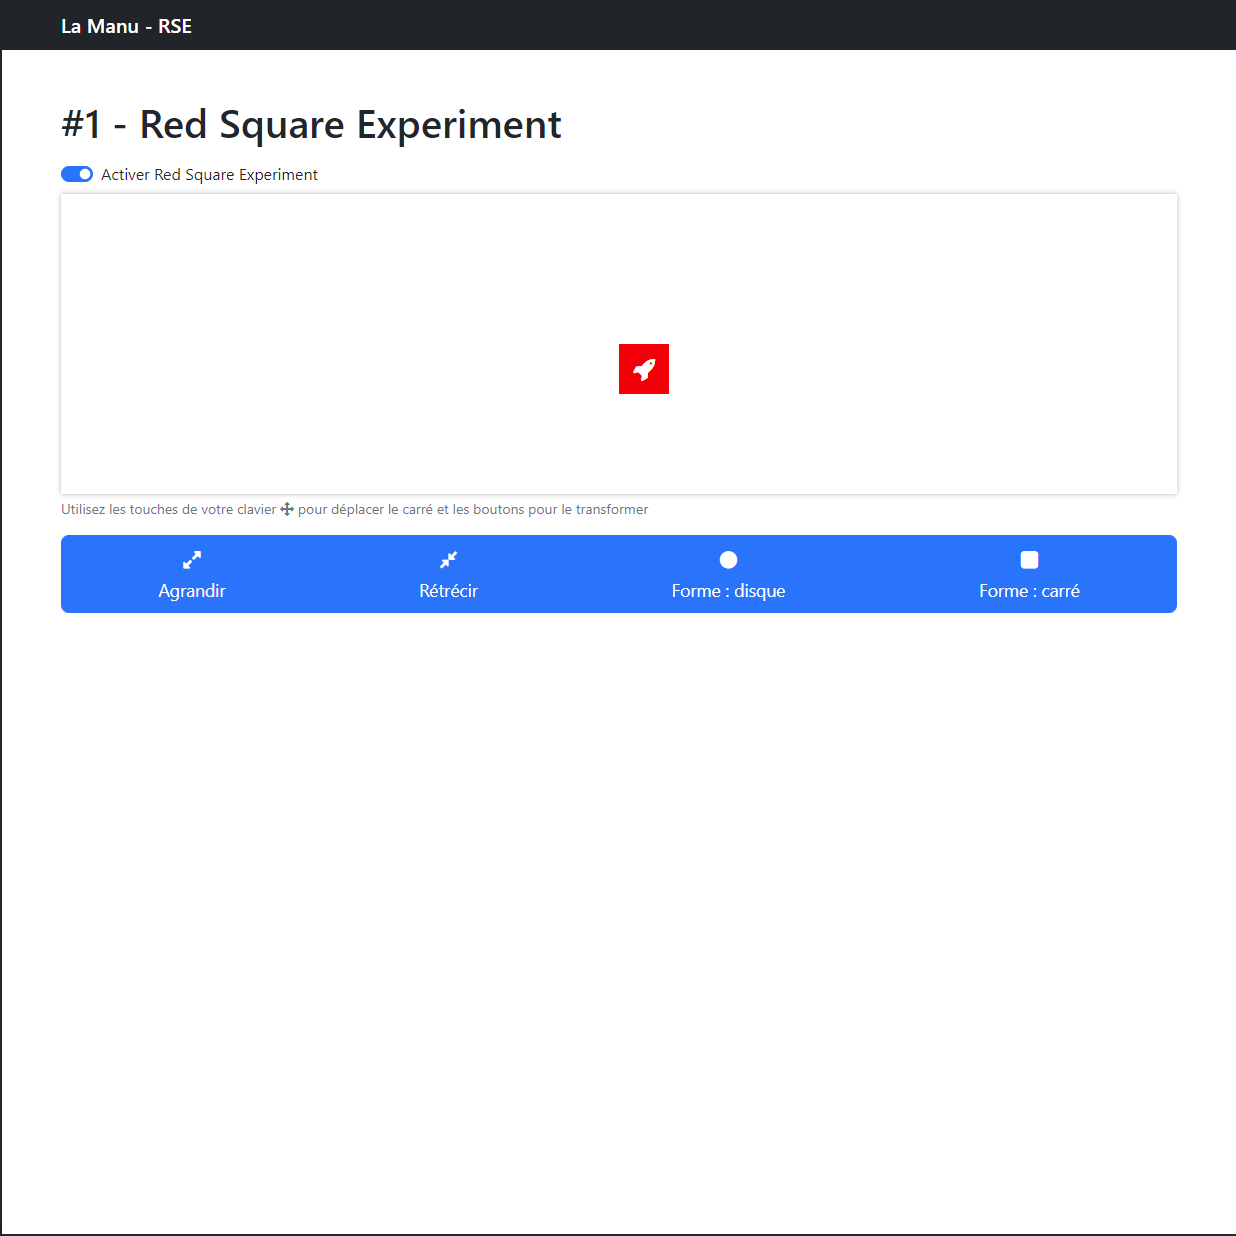 La Manu - RSE
#1 - Red Square Experiment
Activer Red Square Experiment
Utilisez les touches de votre clavier pour déplacer le carré et les boutons pour le transformer
Agrandir
Rétrécir
Forme : disque
Forme : carré